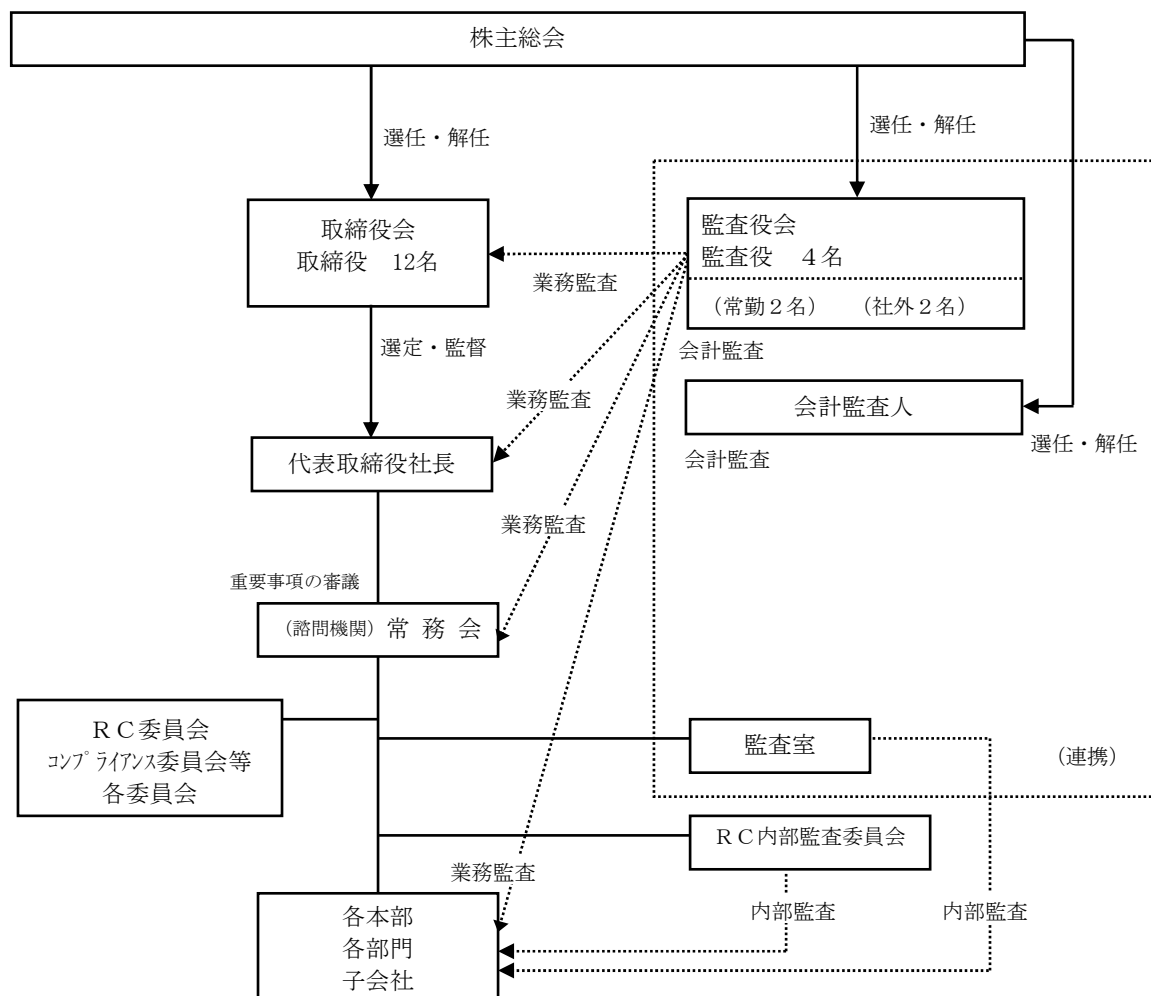 株主総会
選任・解任
選任・解任
取締役会
取締役　12名
監査役会
監査役　４名
（常勤２名）　（社外２名）
業務監査
選定・監督
会計監査
業務監査
会計監査人
選任・解任
代表取締役社長
会計監査
業務監査
重要事項の審議
（諮問機関）常 務 会
ＲＣ委員会
ｺﾝﾌﾟﾗｲｱﾝｽ委員会等
各委員会
監査室
（連携）
ＲＣ内部監査委員会
業務監査
内部監査
内部監査
各本部
各部門
子会社